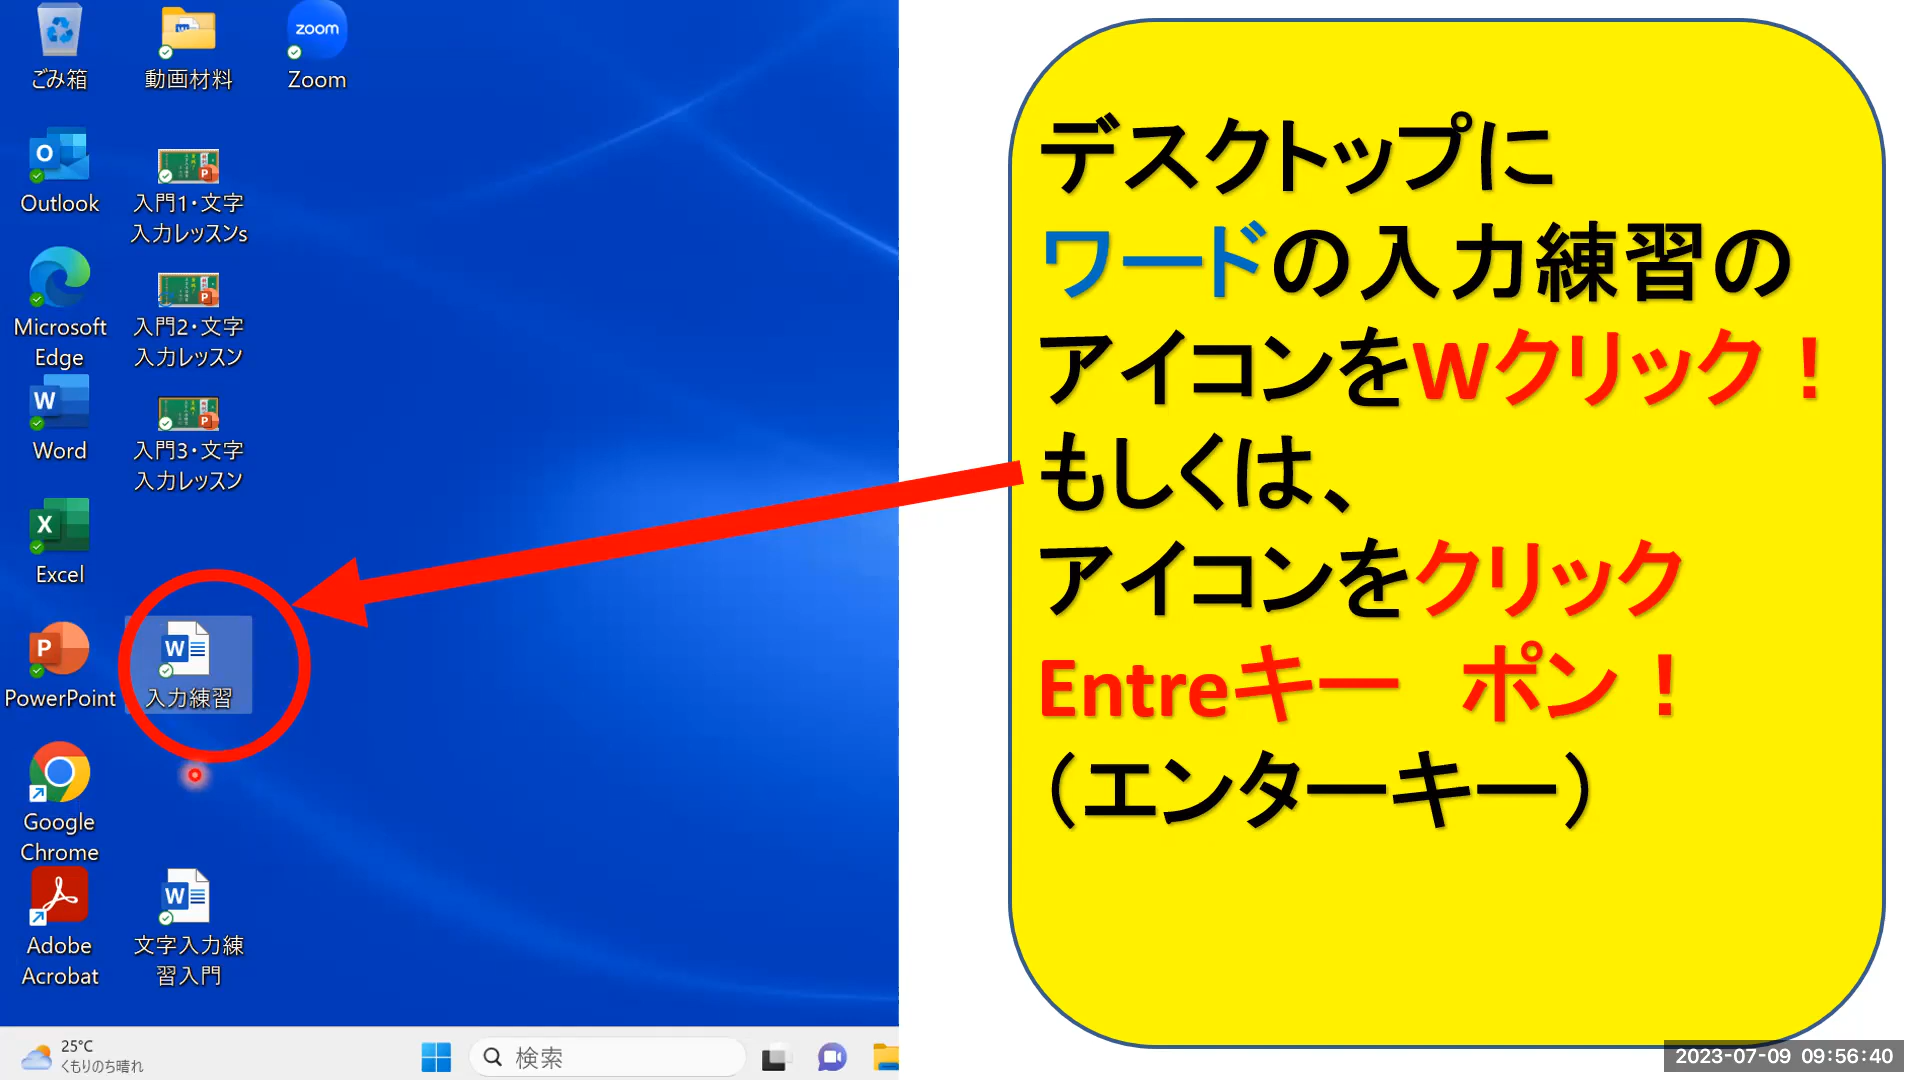 ごみ箱
動画材料
zoom
Zoom
Outlook
入門1・文字
入力レッスンs
Microsoft
Edge
入門2・文字
入力レッスン
Word
入門3・文字
入力レッスン
Excel
PowerPoint
入力練習
Google
Chrome
Adobe
Acrobat
文字入力練
習入門
25°C
くもりのち晴れ
検索
デスクトップに
ワードの入力練習の
アイコンをWクリック！
もしくは、
アイコンをクリック
Entreキー　ポン！
（エンターキー）
2023-07-09 09:56:40